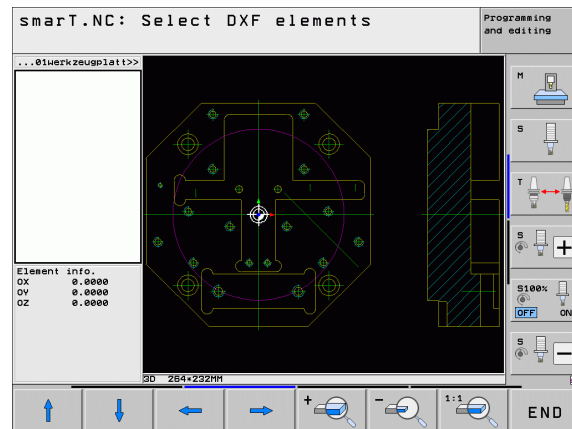 smarT.NC: Select DXF elements
Programming
and editing
...01werkzeugplatt>>
M
S
T
S
+
S100%
OFF ON
S
−
Element info.
OX 0.0000
OY 0.0000
OZ 0.0000
3D 264*232MM
+
−
1:1
END